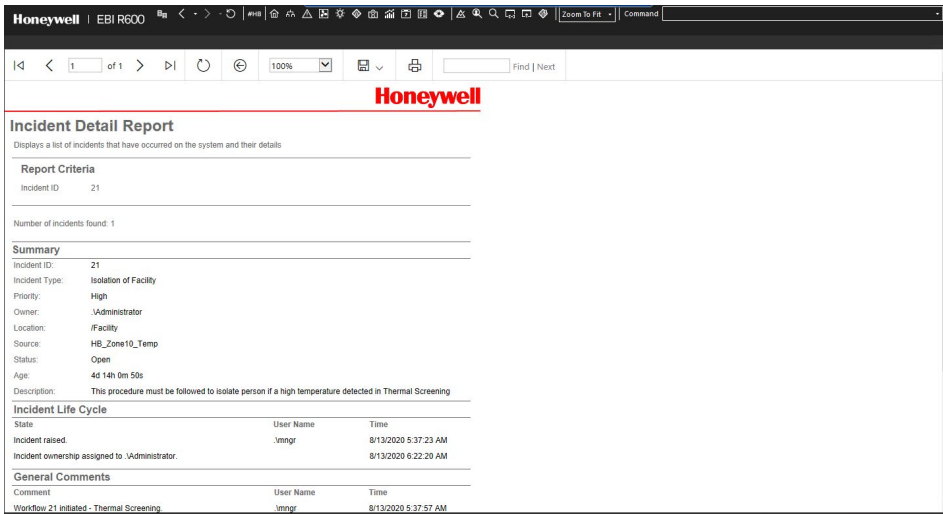 Honeywell | EBI R600 #HB Zoom To Fit Command
1 of 1 100% Find | Next
Honeywell
Incident Detail Report
Displays a list of incidents that have occurred on the system and their details
Report Criteria
Incident ID 21
Number of incidents found: 1
Summary
Incident ID: 21
Incident Type: Isolation of Facility
Priority: High
Owner: .\Administrator
Location: /Facility
Source: HB_Zone10_Temp
Status: Open
Age: 4d 14h 0m 50s
Description: This procedure must be followed to isolate person if a high temperature detected in Thermal Screening
Incident Life Cycle
State User Name Time
Incident raised. .\mngr 8/13/2020 5:37:23 AM
Incident ownership assigned to .\Administrator. 8/13/2020 6:22:20 AM
General Comments
Comment User Name Time
Workflow 21 initiated - Thermal Screening. .\mngr 8/13/2020 5:37:57 AM